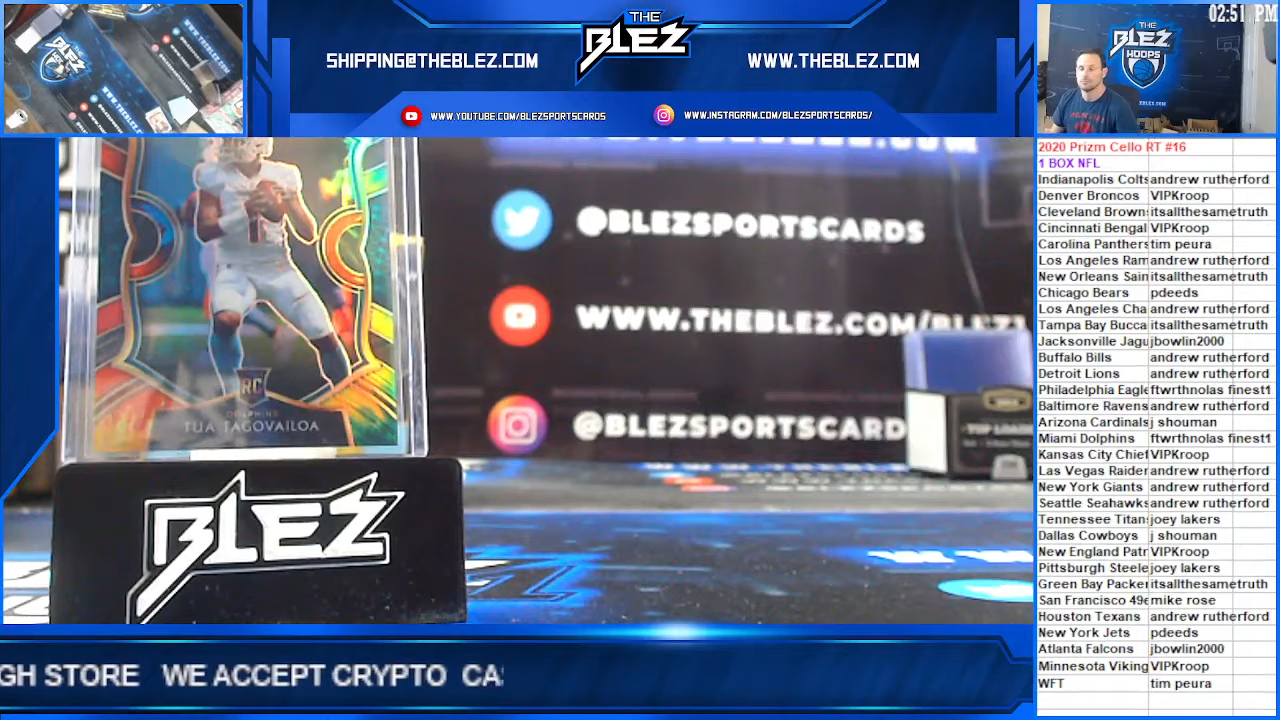 THE
BLEZ
SHIPPING@THEBLEZ.COM
WWW.THEBLEZ.COM
WWW.YOUTUBE.COM/BLEZSPORTSCARDS
WWW.INSTAGRAM.COM/BLEZSPORTSCARDS/
02:51 PM
THE
BLEZ
HOOPS
@BLEZSPORTSCARDS
WWW.THEBLEZ.COM/BLEZ
@BLEZSPORTSCARD
RC
DOLPHINS
TUA TAGOVAILOA
BLEZ
GH STORE WE ACCEPT CRYPTO CA
2020 Prizm Cello RT #16
1 BOX NFL
Indianapolis Colts andrew rutherford
Denver Broncos VIPKroop
Cleveland Brown itsallthesametruth
Cincinnati Bengal VIPKroop
Carolina Panthers tim peura
Los Angeles Ram andrew rutherford
New Orleans Sain itsallthesametruth
Chicago Bears pdeeds
Los Angeles Cha andrew rutherford
Tampa Bay Bucca itsallthesametruth
Jacksonville Jagu jbowlin2000
Buffalo Bills andrew rutherford
Detroit Lions andrew rutherford
Philadelphia Eagle ftwrthnolas finest1
Baltimore Ravens andrew rutherford
Arizona Cardinals j shouman
Miami Dolphins ftwrthnolas finest1
Kansas City Chief VIPKroop
Las Vegas Raider andrew rutherford
New York Giants andrew rutherford
Seattle Seahawks andrew rutherford
Tennessee Titan joey lakers
Dallas Cowboys j shouman
New England Patr VIPKroop
Pittsburgh Steele joey lakers
Green Bay Packer itsallthesametruth
San Francisco 49e mike rose
Houston Texans andrew rutherford
New York Jets pdeeds
Atlanta Falcons jbowlin2000
Minnesota Viking VIPKroop
WFT tim peura